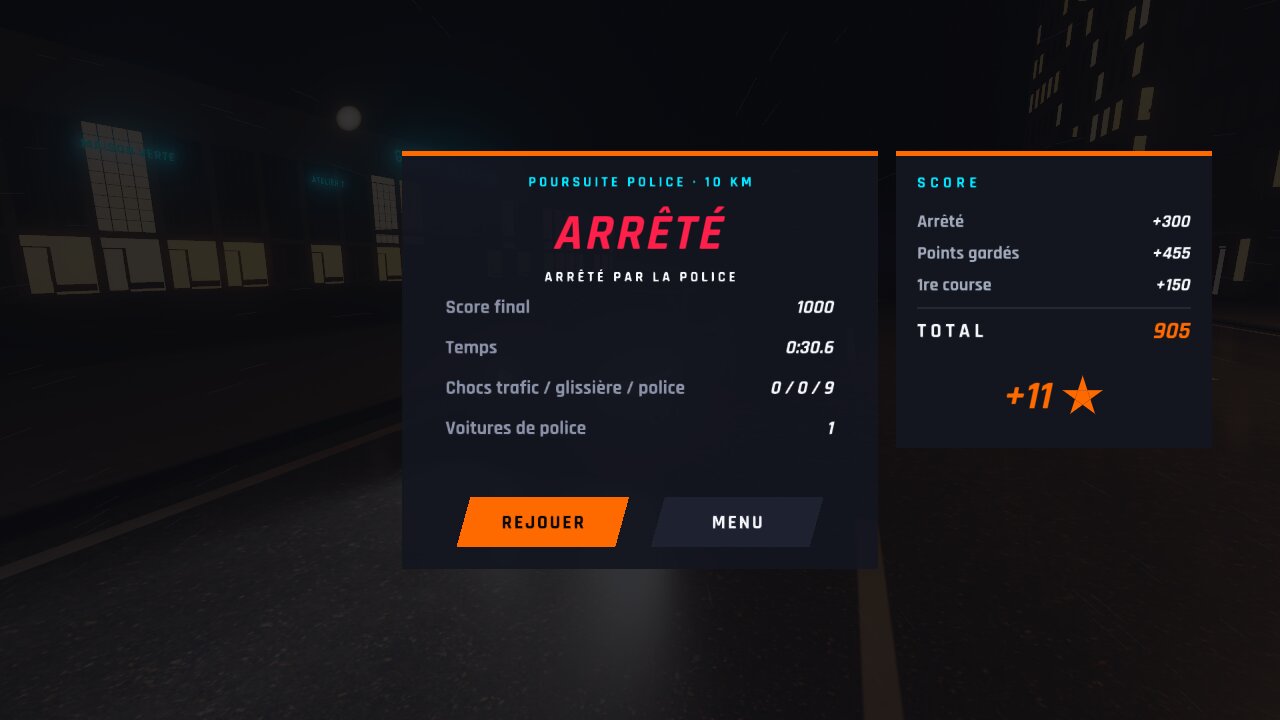 POURSUITE POLICE · 10 KM
ARRÊTÉ
ARRÊTÉ PAR LA POLICE
Score final 1000
Temps 0:30.6
Chocs trafic / glissière / police 0 / 0 / 9
Voitures de police 1
REJOUER MENU
SCORE
Arrêté +300
Points gardés +455
1re course +150
TOTAL 905
+11